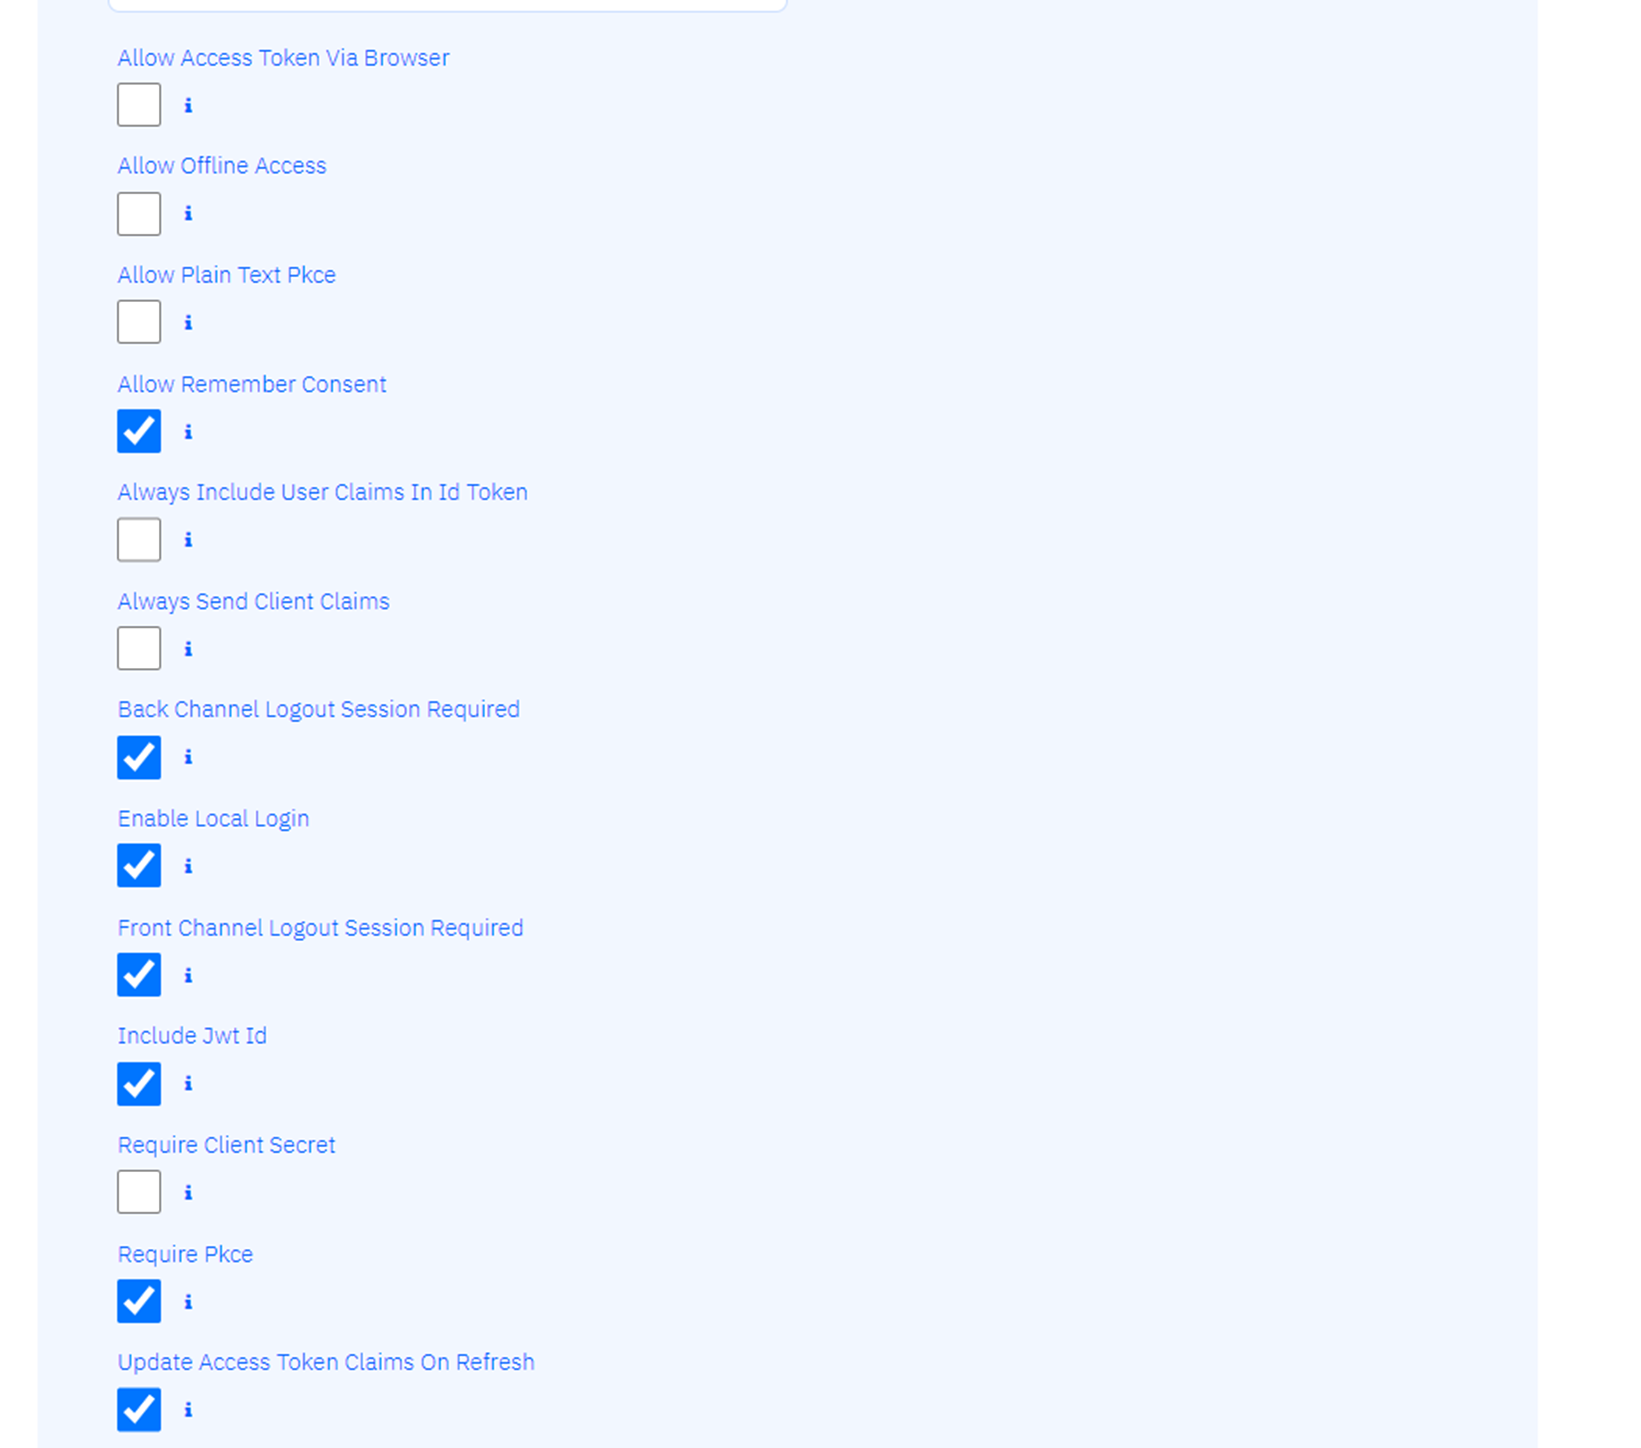 Allow Access Token Via Browser
i
Allow Offline Access
i
Allow Plain Text Pkce
i
Allow Remember Consent
i
Always Include User Claims In Id Token
i
Always Send Client Claims
i
Back Channel Logout Session Required
i
Enable Local Login
i
Front Channel Logout Session Required
i
Include Jwt Id
i
Require Client Secret
i
Require Pkce
i
Update Access Token Claims On Refresh
i